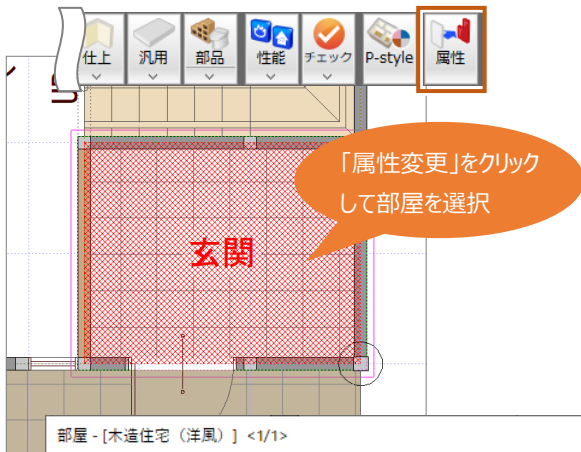 仕上 汎用 部品 性能 チェック P-style 属性
「属性変更」をクリック
して部屋を選択
玄関
部屋 - [木造住宅（洋風）] <1/1>